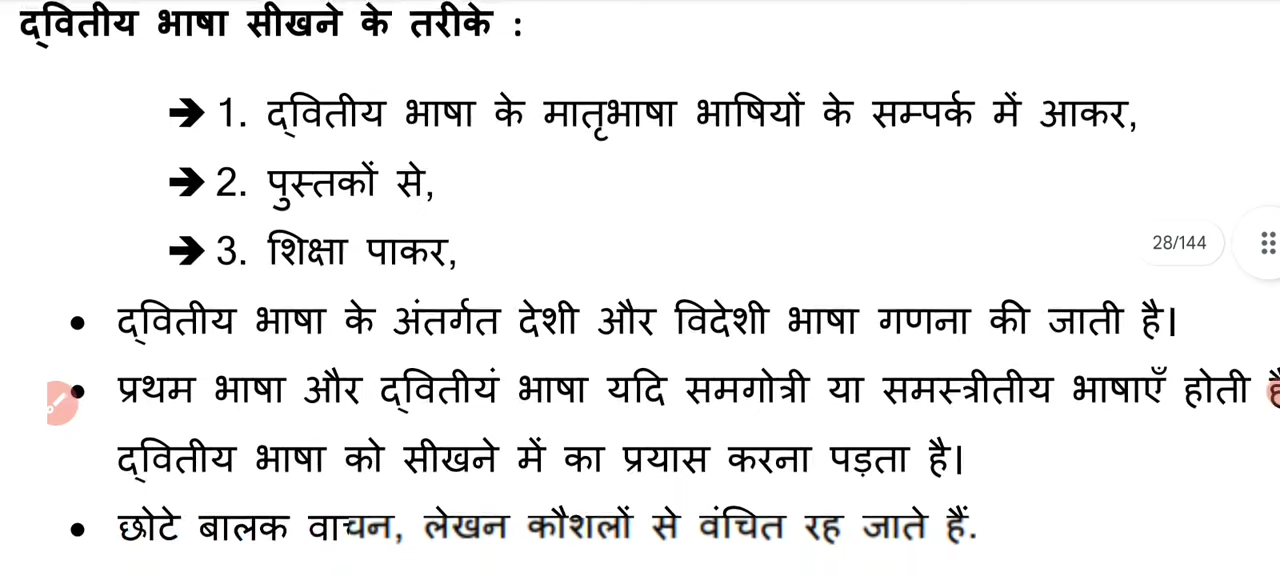 द्वितीय भाषा सीखने के तरीके :
➔ 1. द्वितीय भाषा के मातृभाषा भाषियों के सम्पर्क में आकर,
➔ 2. पुस्तकों से,
➔ 3. शिक्षा पाकर,
28/144
• द्वितीय भाषा के अंतर्गत देशी और विदेशी भाषा गणना की जाती है।
• प्रथम भाषा और द्वितीयं भाषा यदि समगोत्री या समस्त्रीतीय भाषाएँ होती
द्वितीय भाषा को सीखने में का प्रयास करना पड़ता है।
• छोटे बालक वाचन, लेखन कौशलों से वंचित रह जाते हैं.